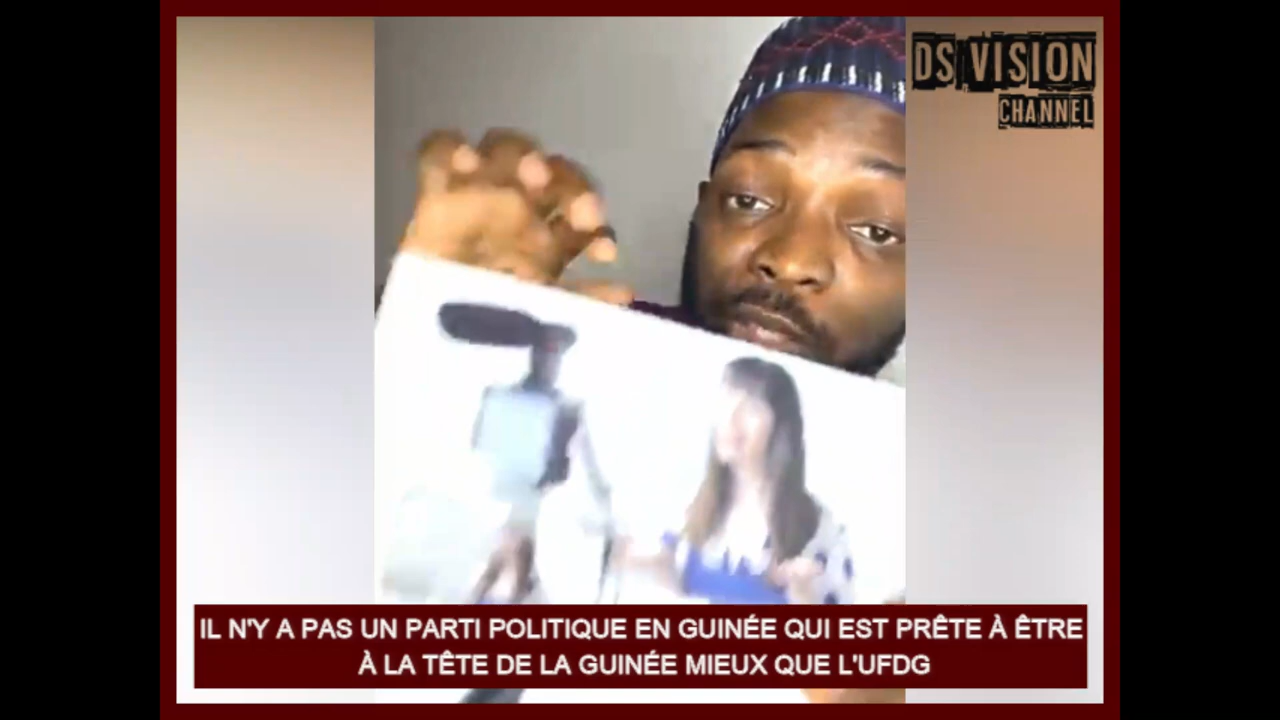 DS VISION
CHANNEL
IL N'Y A PAS UN PARTI POLITIQUE EN GUINÉE QUI EST PRÊTE À ÊTRE
À LA TÊTE DE LA GUINÉE MIEUX QUE L'UFDG